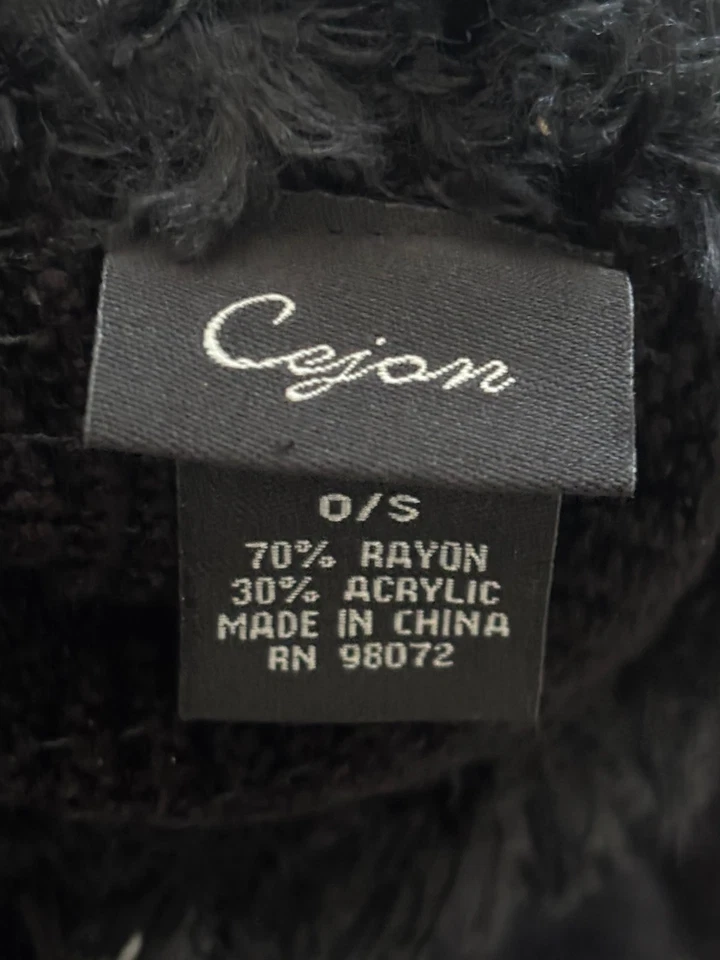 Cejon
O/S
70% RAYON
30% ACRYLIC
MADE IN CHINA
RN 98072